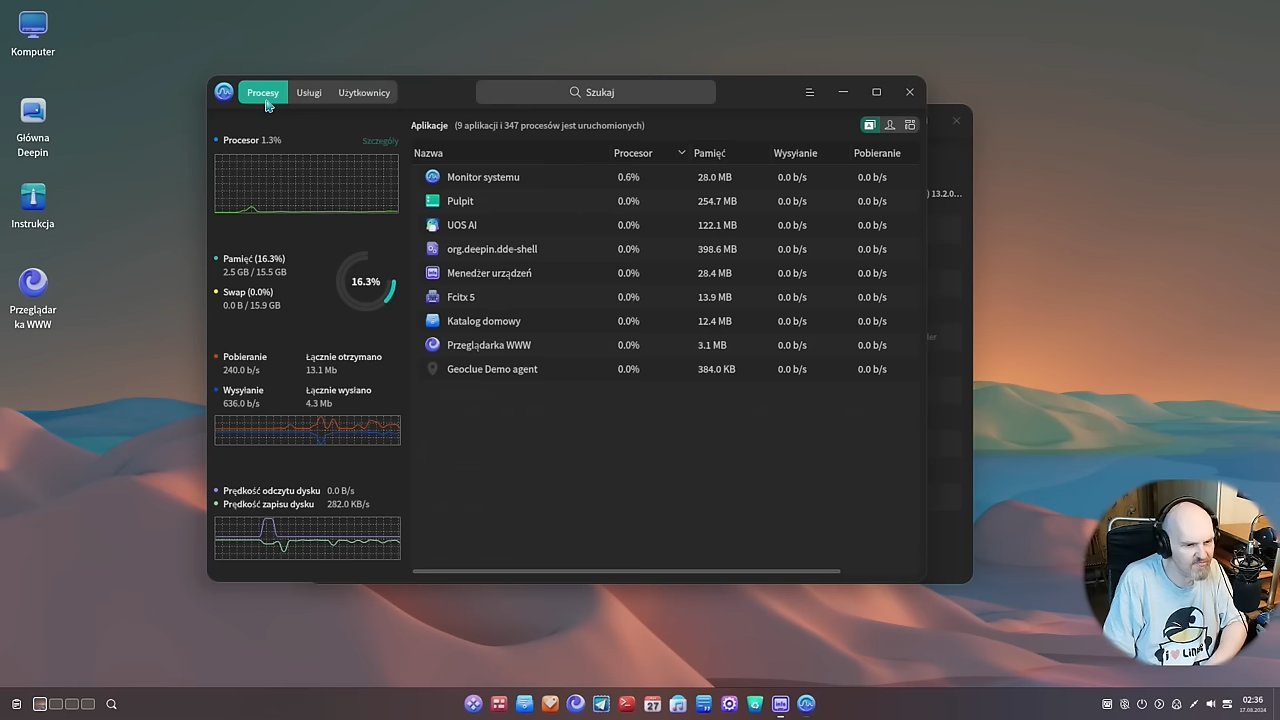 Komputer
Główna
Deepin
Instrukcja
Przeglądar
ka WWW
Procesy
Usługi
Użytkownicy
Szukaj
Procesor 1.3%
Szczegóły
Pamięć (16.3%)
2.5 GB / 15.5 GB
Swap (0.0%)
0.0 B / 15.9 GB
16.3%
Pobieranie
240.0 b/s
Łącznie otrzymano
13.1 Mb
Wysyłanie
636.0 b/s
Łącznie wysłano
4.3 Mb
Prędkość odczytu dysku 0.0 B/s
Prędkość zapisu dysku 282.0 KB/s
Aplikacje (9 aplikacji i 347 procesów jest uruchomionych)
Nazwa Procesor Pamięć Wysyłanie Pobieranie
Monitor systemu 0.6% 28.0 MB 0.0 b/s 0.0 b/s
Pulpit 0.0% 254.7 MB 0.0 b/s 0.0 b/s
UOS AI 0.0% 122.1 MB 0.0 b/s 0.0 b/s
org.deepin.dde-shell 0.0% 398.6 MB 0.0 b/s 0.0 b/s
Menedżer urządzeń 0.0% 28.4 MB 0.0 b/s 0.0 b/s
Fcitx 5 0.0% 13.9 MB 0.0 b/s 0.0 b/s
Katalog domowy 0.0% 12.4 MB 0.0 b/s 0.0 b/s
Przeglądarka WWW 0.0% 3.1 MB 0.0 b/s 0.0 b/s
Geoclue Demo agent 0.0% 384.0 KB 0.0 b/s 0.0 b/s
) 13.2.0...
I ♥ Linux
27
02:36
17.08.2024